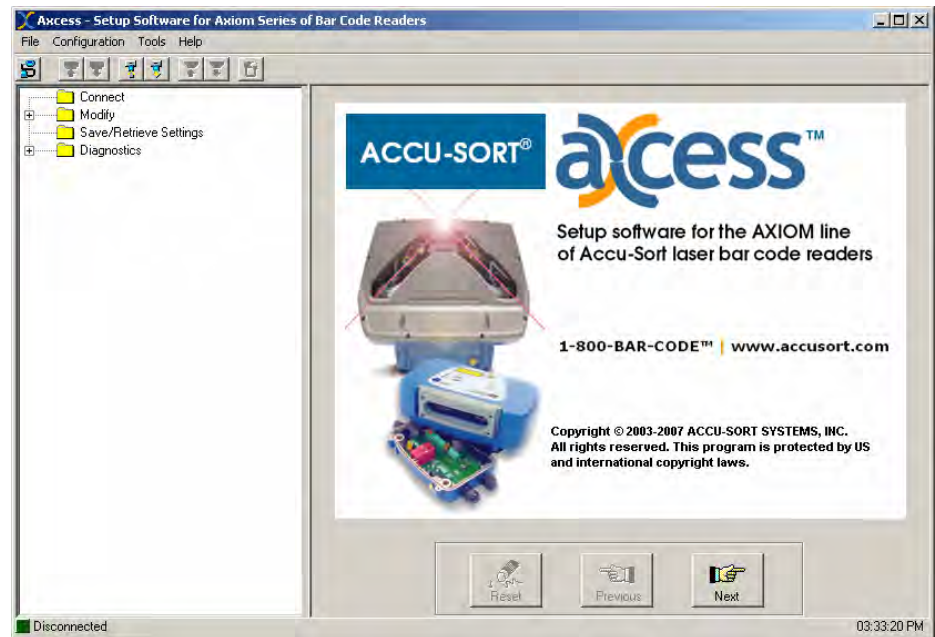 Axcess - Setup Software for Axiom Series of Bar Code Readers
File Configuration Tools Help
Connect
Modify
Save/Retrieve Settings
Diagnostics
ACCU-SORT®
axcess™
Setup software for the AXIOM line
of Accu-Sort laser bar code readers
1-800-BAR-CODE™ | www.accusort.com
Copyright © 2003-2007 ACCU-SORT SYSTEMS, INC.
All rights reserved. This program is protected by US
and international copyright laws.
Reset
Previous
Next
Disconnected
03:33:20 PM